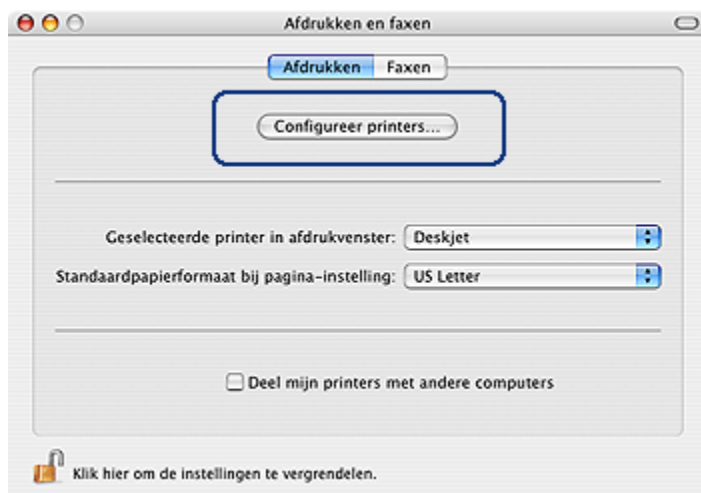 Afdrukken en faxen
Afdrukken Faxen
Configureer printers...
Geselecteerde printer in afdrukvenster: Deskjet
Standaardpapierformaat bij pagina-instelling: US Letter
Deel mijn printers met andere computers
Klik hier om de instellingen te vergrendelen.